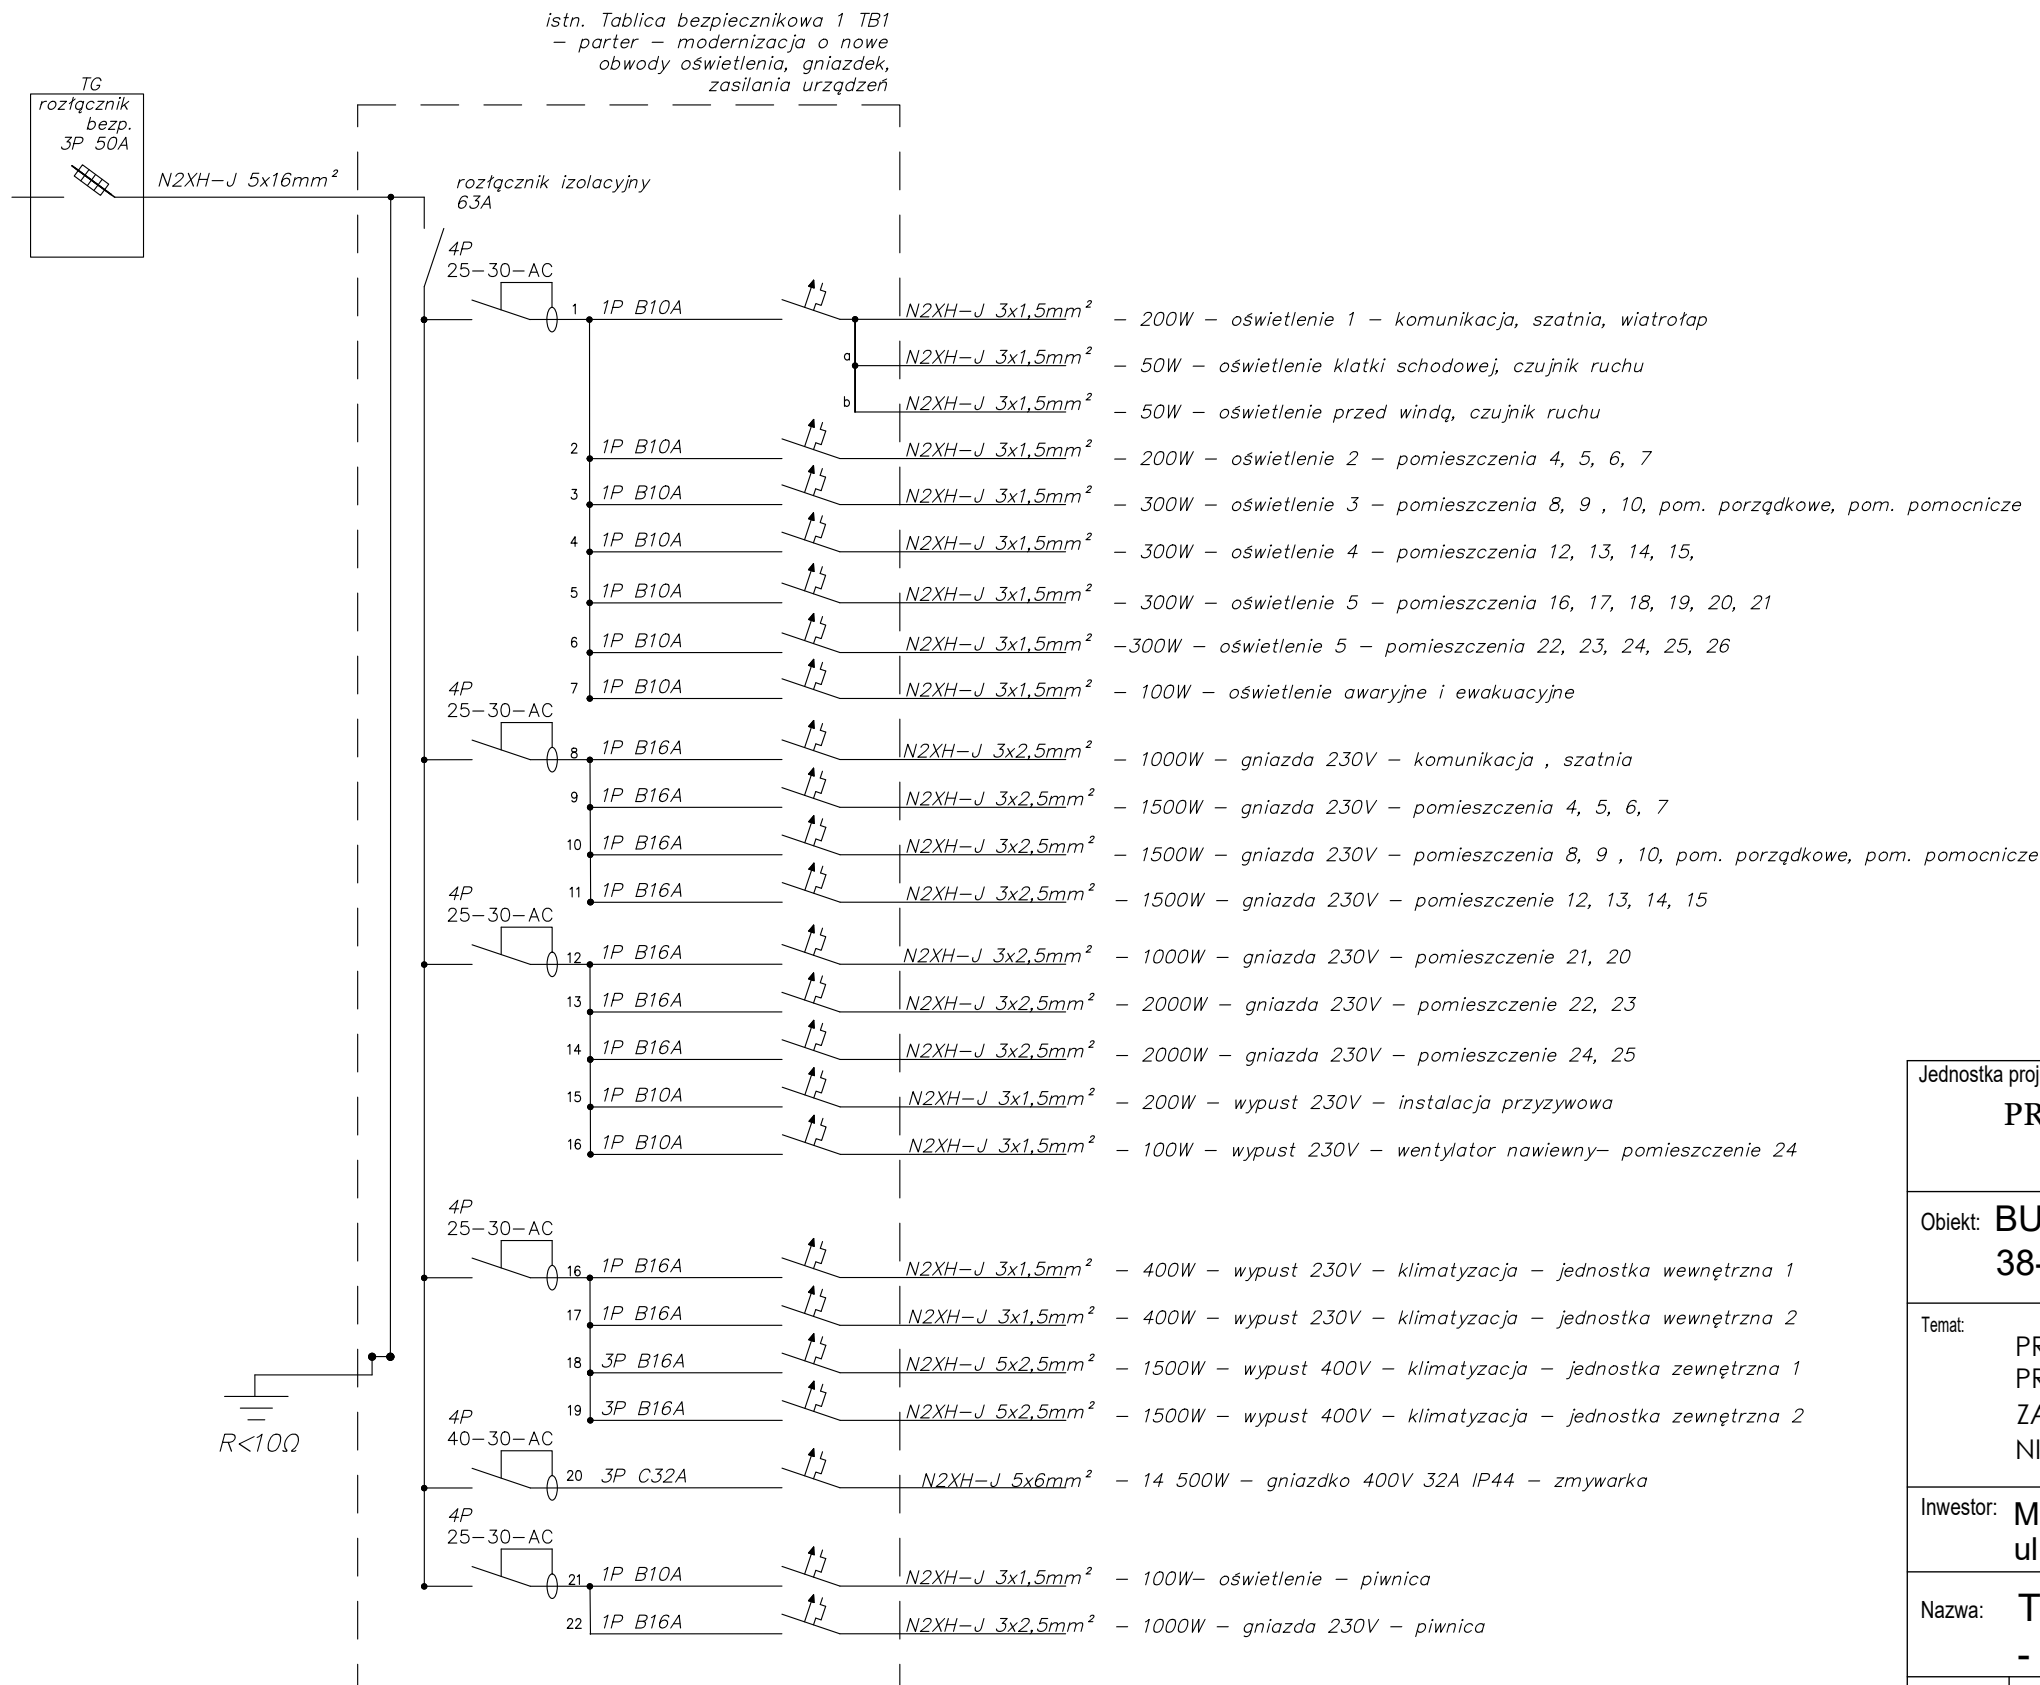 istn. Tablica bezpiecznikowa 1 TB1
– parter – modernizacja o nowe
obwody oświetlenia, gniazdek,
zasilania urządzeń
TG
rozłącznik
bezp.
3P 50A
N2XH–J 5x16mm²
rozłącznik izolacyjny
63A
4P
25–30–AC
1 1P B10A N2XH–J 3x1,5mm² – 200W – oświetlenie 1 – komunikacja, szatnia, wiatrołap
a N2XH–J 3x1,5mm² – 50W – oświetlenie klatki schodowej, czujnik ruchu
b N2XH–J 3x1,5mm² – 50W – oświetlenie przed windą, czujnik ruchu
2 1P B10A N2XH–J 3x1,5mm² – 200W – oświetlenie 2 – pomieszczenia 4, 5, 6, 7
3 1P B10A N2XH–J 3x1,5mm² – 300W – oświetlenie 3 – pomieszczenia 8, 9 , 10, pom. porządkowe, pom. pomocnicze
4 1P B10A N2XH–J 3x1,5mm² – 300W – oświetlenie 4 – pomieszczenia 12, 13, 14, 15,
5 1P B10A N2XH–J 3x1,5mm² – 300W – oświetlenie 5 – pomieszczenia 16, 17, 18, 19, 20, 21
6 1P B10A N2XH–J 3x1,5mm² –300W – oświetlenie 5 – pomieszczenia 22, 23, 24, 25, 26
7 1P B10A N2XH–J 3x1,5mm² – 100W – oświetlenie awaryjne i ewakuacyjne
4P
25–30–AC
8 1P B16A N2XH–J 3x2,5mm² – 1000W – gniazda 230V – komunikacja , szatnia
9 1P B16A N2XH–J 3x2,5mm² – 1500W – gniazda 230V – pomieszczenia 4, 5, 6, 7
10 1P B16A N2XH–J 3x2,5mm² – 1500W – gniazda 230V – pomieszczenia 8, 9 , 10, pom. porządkowe, pom. pomocnicze
11 1P B16A N2XH–J 3x2,5mm² – 1500W – gniazda 230V – pomieszczenie 12, 13, 14, 15
4P
25–30–AC
12 1P B16A N2XH–J 3x2,5mm² – 1000W – gniazda 230V – pomieszczenie 21, 20
13 1P B16A N2XH–J 3x2,5mm² – 2000W – gniazda 230V – pomieszczenie 22, 23
14 1P B16A N2XH–J 3x2,5mm² – 2000W – gniazda 230V – pomieszczenie 24, 25
15 1P B10A N2XH–J 3x1,5mm² – 200W – wypust 230V – instalacja przyzywowa
16 1P B10A N2XH–J 3x1,5mm² – 100W – wypust 230V – wentylator nawiewny– pomieszczenie 24
4P
25–30–AC
16 1P B16A N2XH–J 3x1,5mm² – 400W – wypust 230V – klimatyzacja – jednostka wewnętrzna 1
17 1P B16A N2XH–J 3x1,5mm² – 400W – wypust 230V – klimatyzacja – jednostka wewnętrzna 2
18 3P B16A N2XH–J 5x2,5mm² – 1500W – wypust 400V – klimatyzacja – jednostka zewnętrzna 1
19 3P B16A N2XH–J 5x2,5mm² – 1500W – wypust 400V – klimatyzacja – jednostka zewnętrzna 2
R<10Ω
4P
40–30–AC
20 3P C32A N2XH–J 5x6mm² – 14 500W – gniazdko 400V 32A IP44 – zmywarka
4P
25–30–AC
21 1P B10A N2XH–J 3x1,5mm² – 100W– oświetlenie – piwnica
22 1P B16A N2XH–J 3x2,5mm² – 1000W – gniazda 230V – piwnica
Jednostka proj
PR
Obiekt: BU
38-
Temat:
PR
PR
ZA
NI
Inwestor: M
ul
Nazwa: T
-